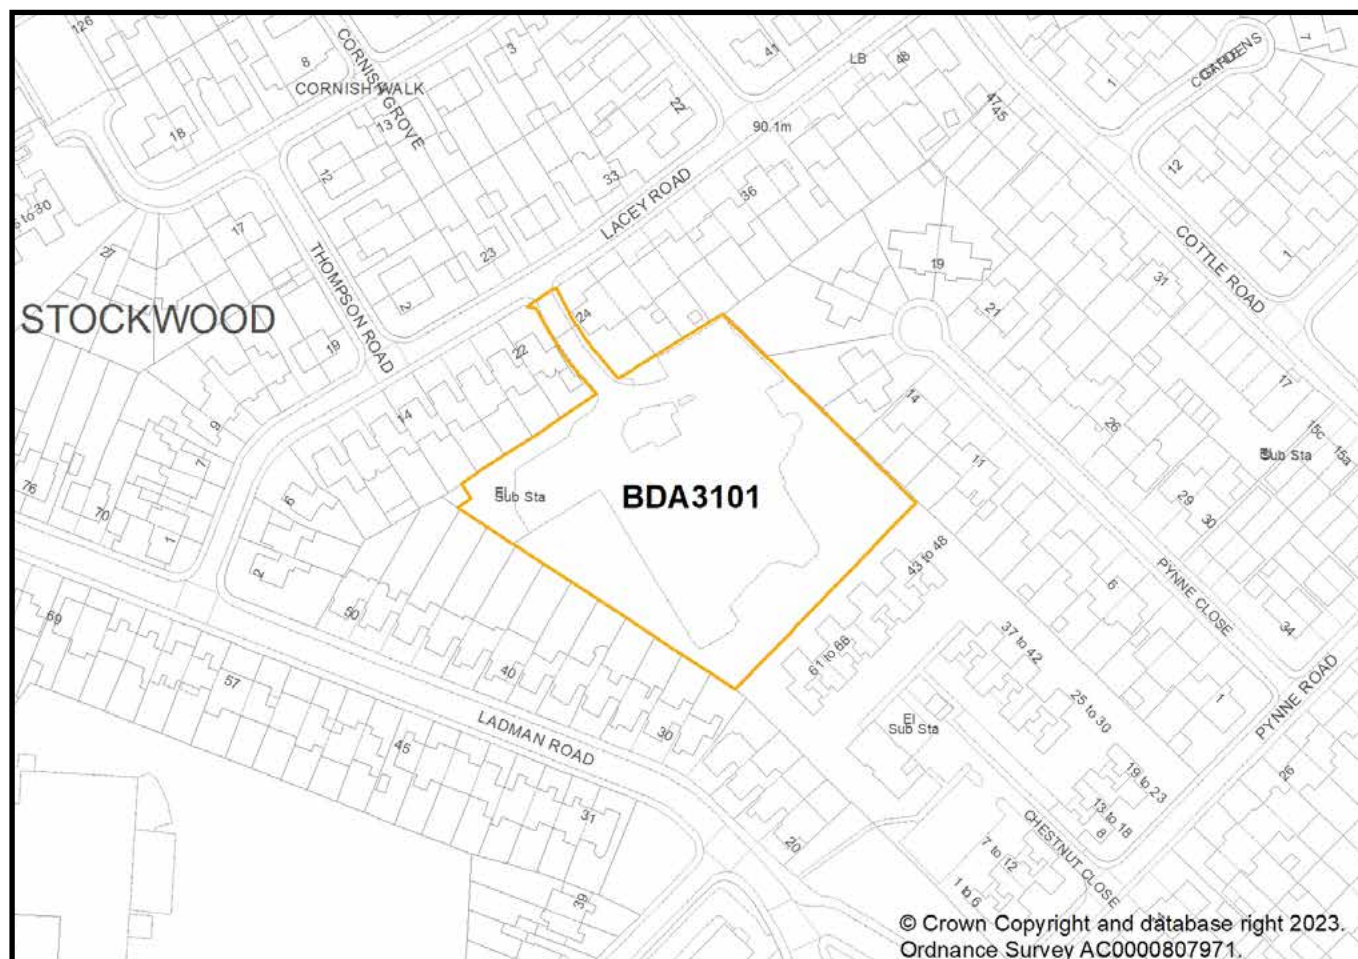 126
8
CORNISH GROVE
CORNISH WALK
3
41
LB
48
7
1
GARDENS
18
13
22
90.1m
47
45
12
12
33
LACEY ROAD
36
to 30
17
27
THOMPSON ROAD
23
2
19
31
COTTLE ROAD
1
STOCKWOOD
24
21
19
22
14
14
26
17
15c
15a
Sub Sta
9
7
11
76
70
1
6
El
Sub Sta
BDA3101
29
30
2
43 to 48
PYNNE CLOSE
6
34
69
50
57
40
61 to 66
37 to 42
25 to 30
1
PYNNE ROAD
LADMAN ROAD
30
45
El
Sub Sta
19 to 23
26
13 to 18
8
31
20
CHESTNUT CLOSE
7 to 12
1 to 6
39
© Crown Copyright and database right 2023.
Ordnance Survey AC0000807971.